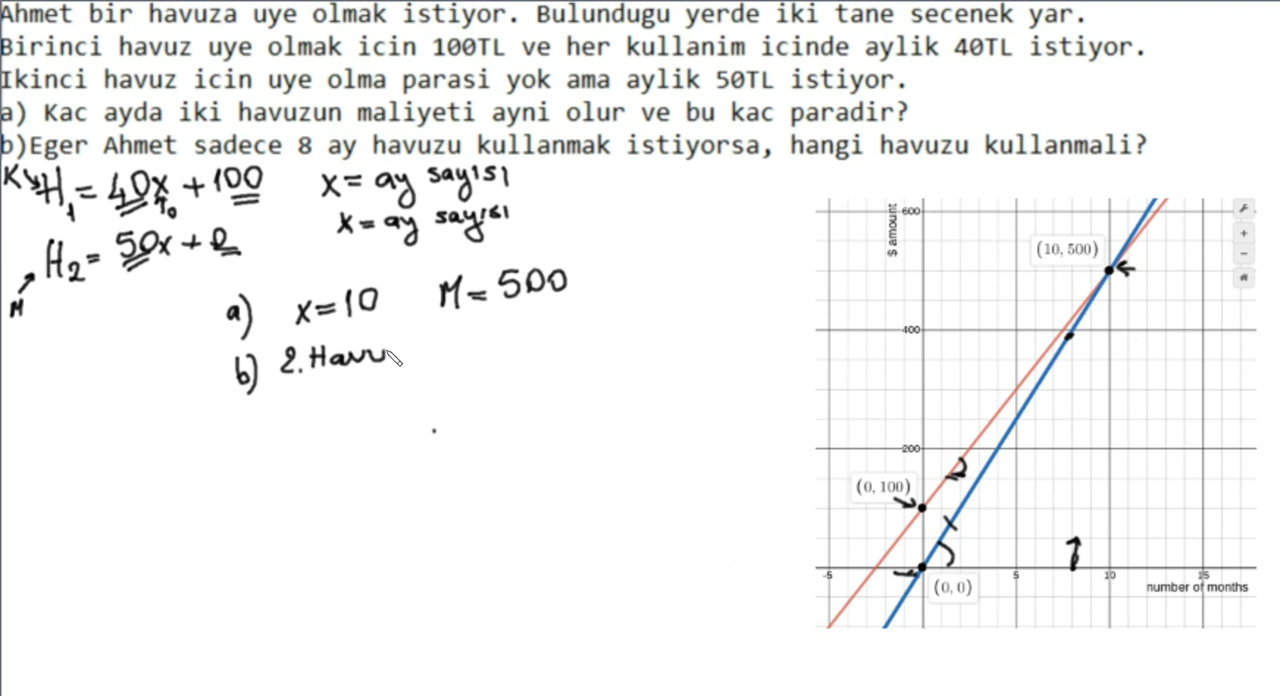 Ahmet bir havuza uye olmak istiyor. Bulundugu yerde iki tane secenek yar.
Birinci havuz uye olmak icin 100TL ve her kullanim icinde aylik 40TL istiyor.
Ikinci havuz icin uye olma parasi yok ama aylik 50TL istiyor.
a) Kac ayda iki havuzun maliyeti ayni olur ve bu kac paradir?
b)Eger Ahmet sadece 8 ay havuzu kullanmak istiyorsa, hangi havuzu kullanmali?
K H₁ = 40x + 100 x = ay sayısı
x = ay sayısı
H₂ = 50x + 0
M
a) x = 10 M = 500
b) 2. Havu
$ amount
600
(10, 500)
400
200
(0, 100)
-5 5 10 15
(0, 0)
number of months